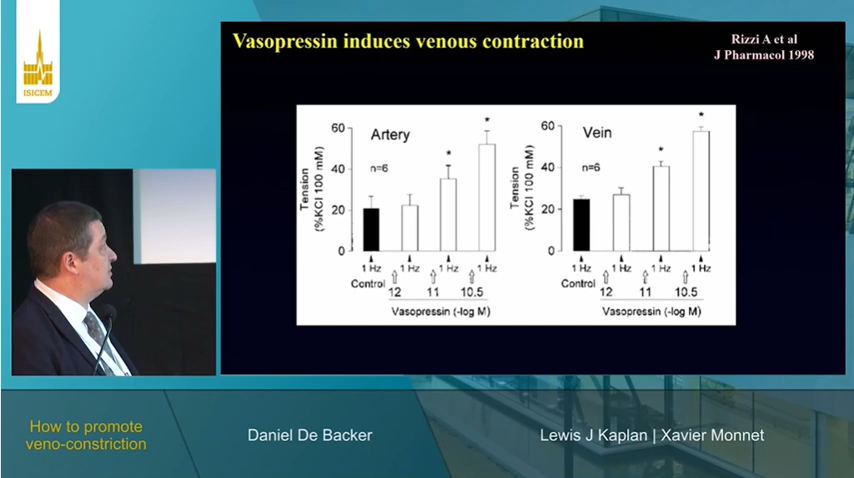 ISICEM
Vasopressin induces venous contraction
Rizzi A et al
J Pharmacol 1998
Artery
n=6
Tension
(%KCl 100 mM)
60
40
20
0
*
*
1 Hz
1 Hz
1 Hz
1 Hz
Control
12
11
10.5
Vasopressin (-log M)
Vein
n=6
Tension
(%KCl 100 mM)
60
40
20
0
*
*
1 Hz
1 Hz
1 Hz
1 Hz
Control
12
11
10.5
Vasopressin (-log M)
How to promote
veno-constriction
Daniel De Backer
Lewis J Kaplan | Xavier Monnet